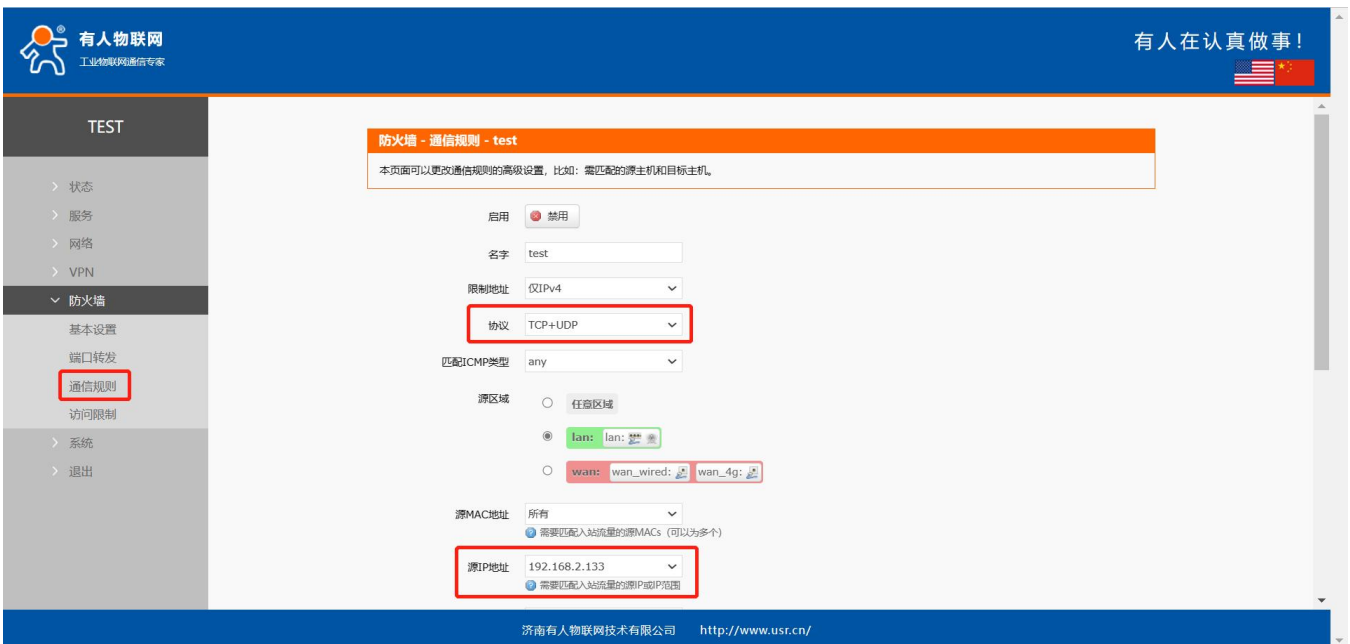 有人物联网
工业物联网通信专家
有人在认真做事！
TEST
状态
服务
网络
VPN
防火墙
基本设置
端口转发
通信规则
访问限制
系统
退出
防火墙 - 通信规则 - test
本页面可以更改通信规则的高级设置，比如：需匹配的源主机和目标主机。
启用 禁用
名字 test
限制地址 仅IPv4
协议 TCP+UDP
匹配ICMP类型 any
源区域 任意区域
lan: lan:
wan: wan_wired: wan_4g:
源MAC地址 所有
需要匹配入站流量的源MACs（可以为多个）
源IP地址 192.168.2.133
需要匹配入站流量的源IP或IP范围
济南有人物联网技术有限公司 http://www.usr.cn/